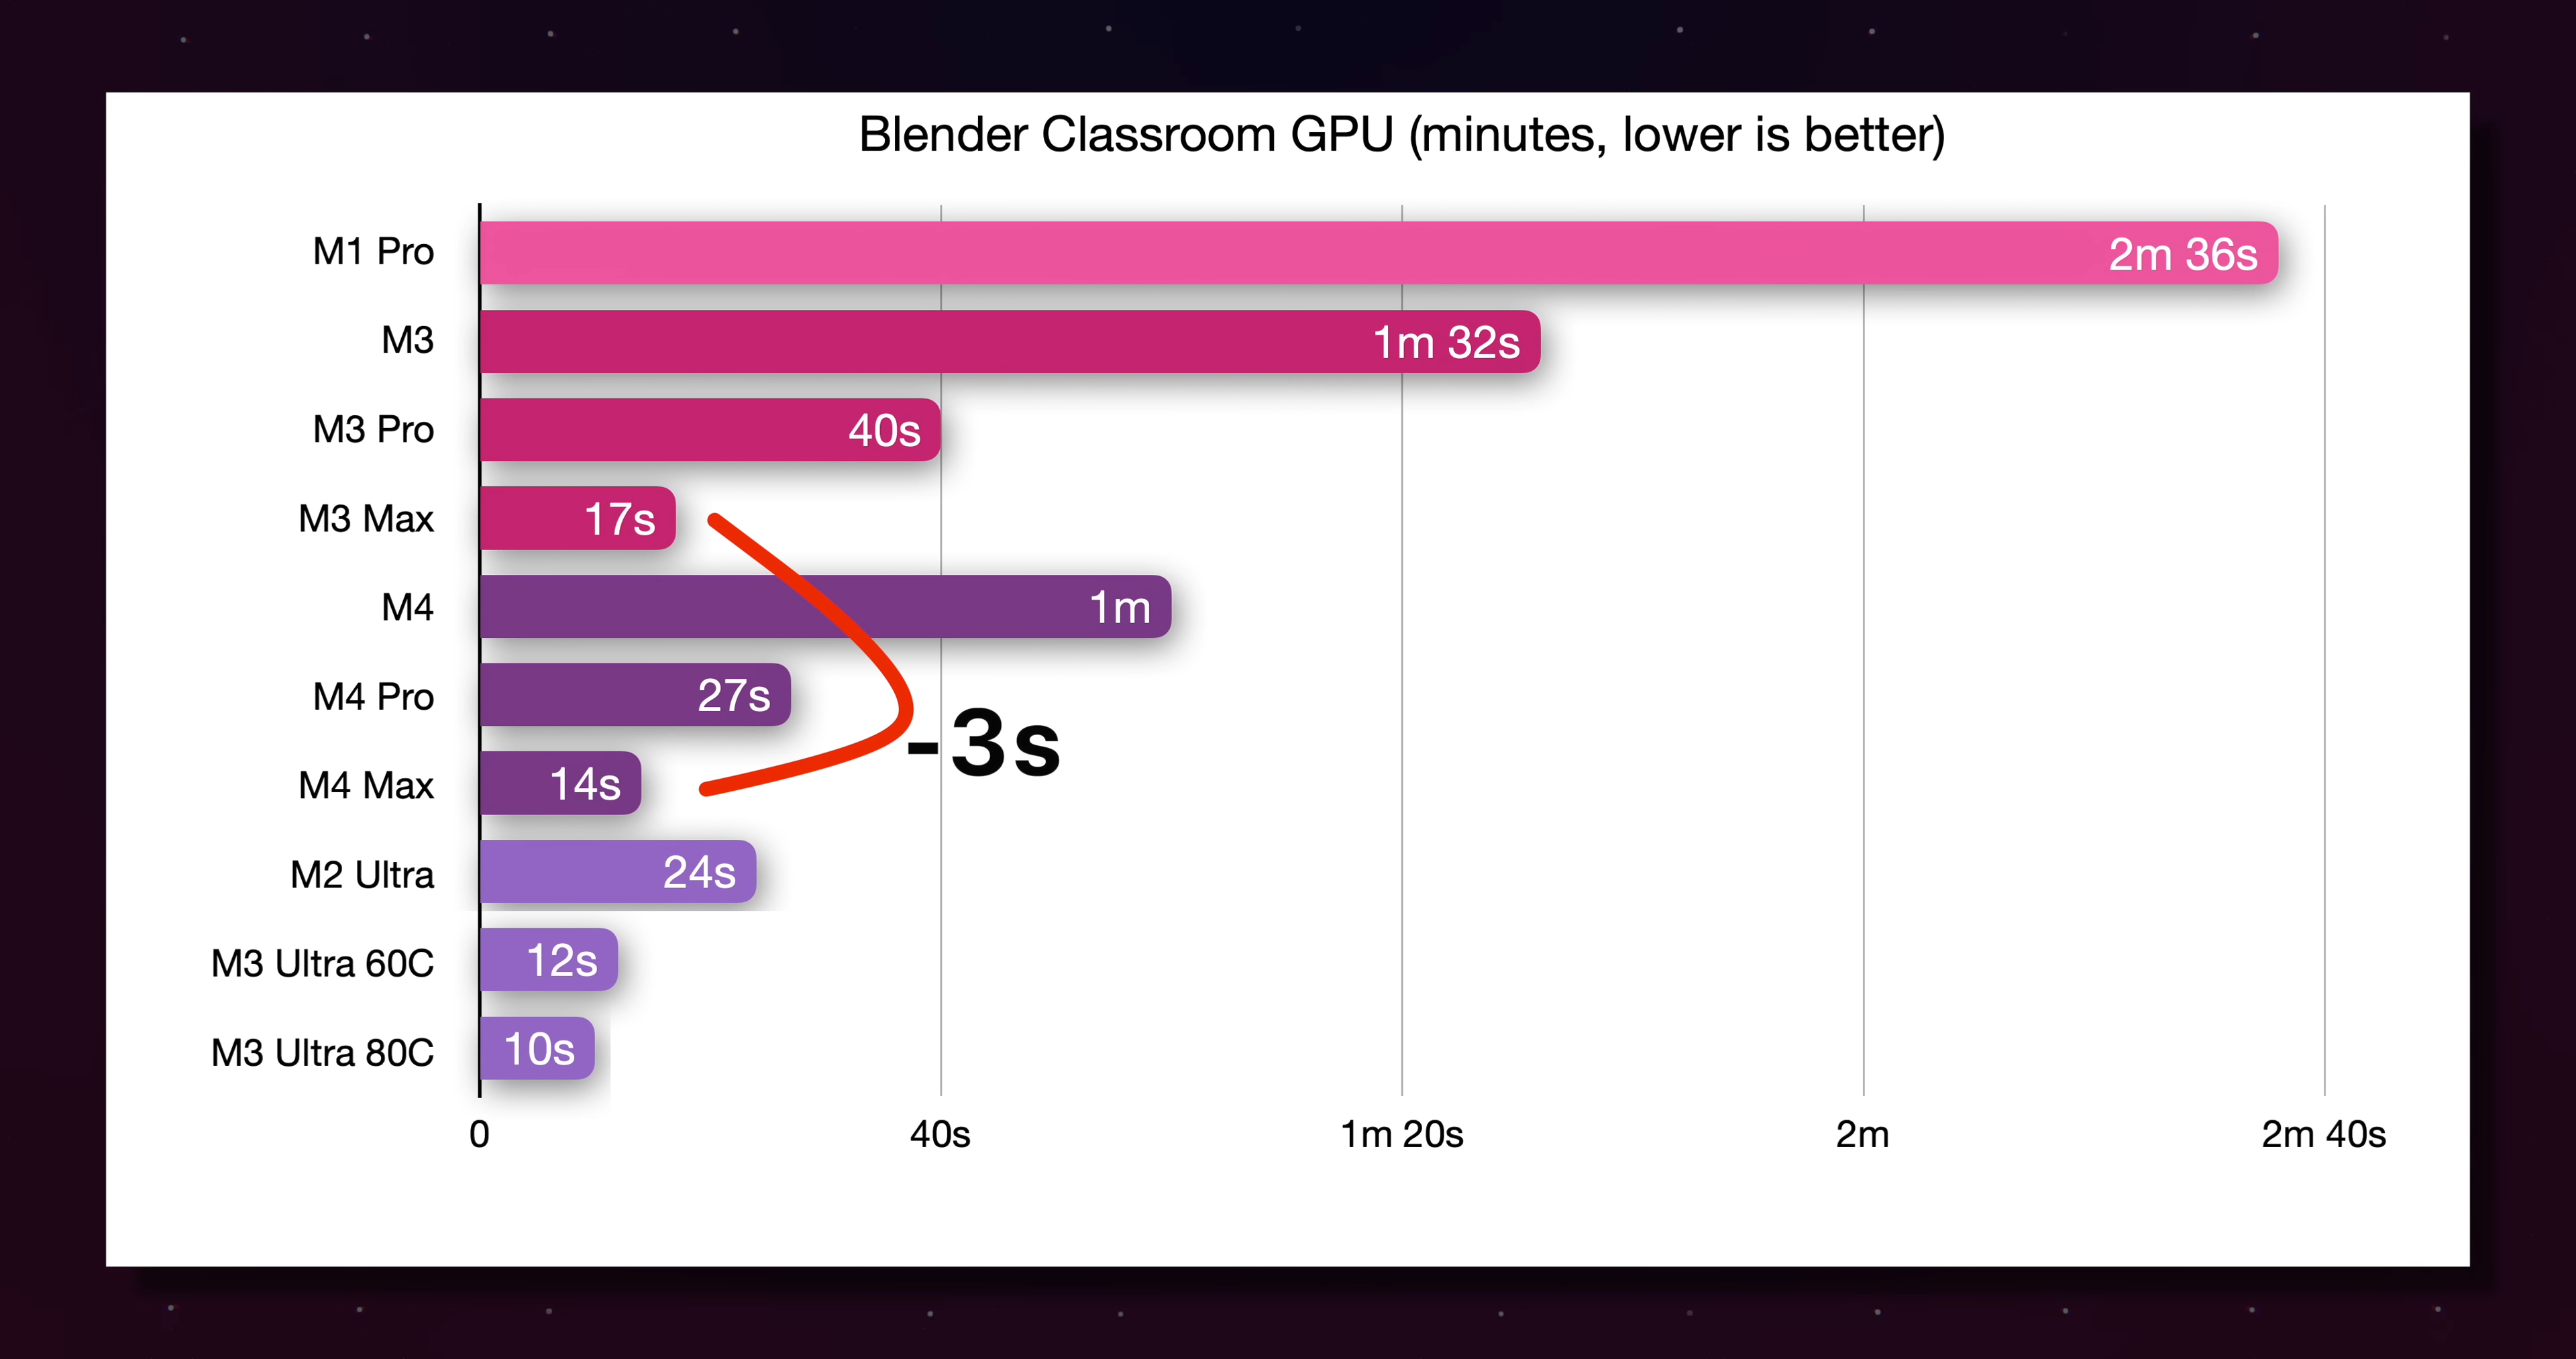 Blender Classroom GPU (minutes, lower is better)
M1 Pro 2m 36s
M3 1m 32s
M3 Pro 40s
M3 Max 17s
M4 1m
M4 Pro 27s
-3s
M4 Max 14s
M2 Ultra 24s
M3 Ultra 60C 12s
M3 Ultra 80C 10s
0 40s 1m 20s 2m 2m 40s